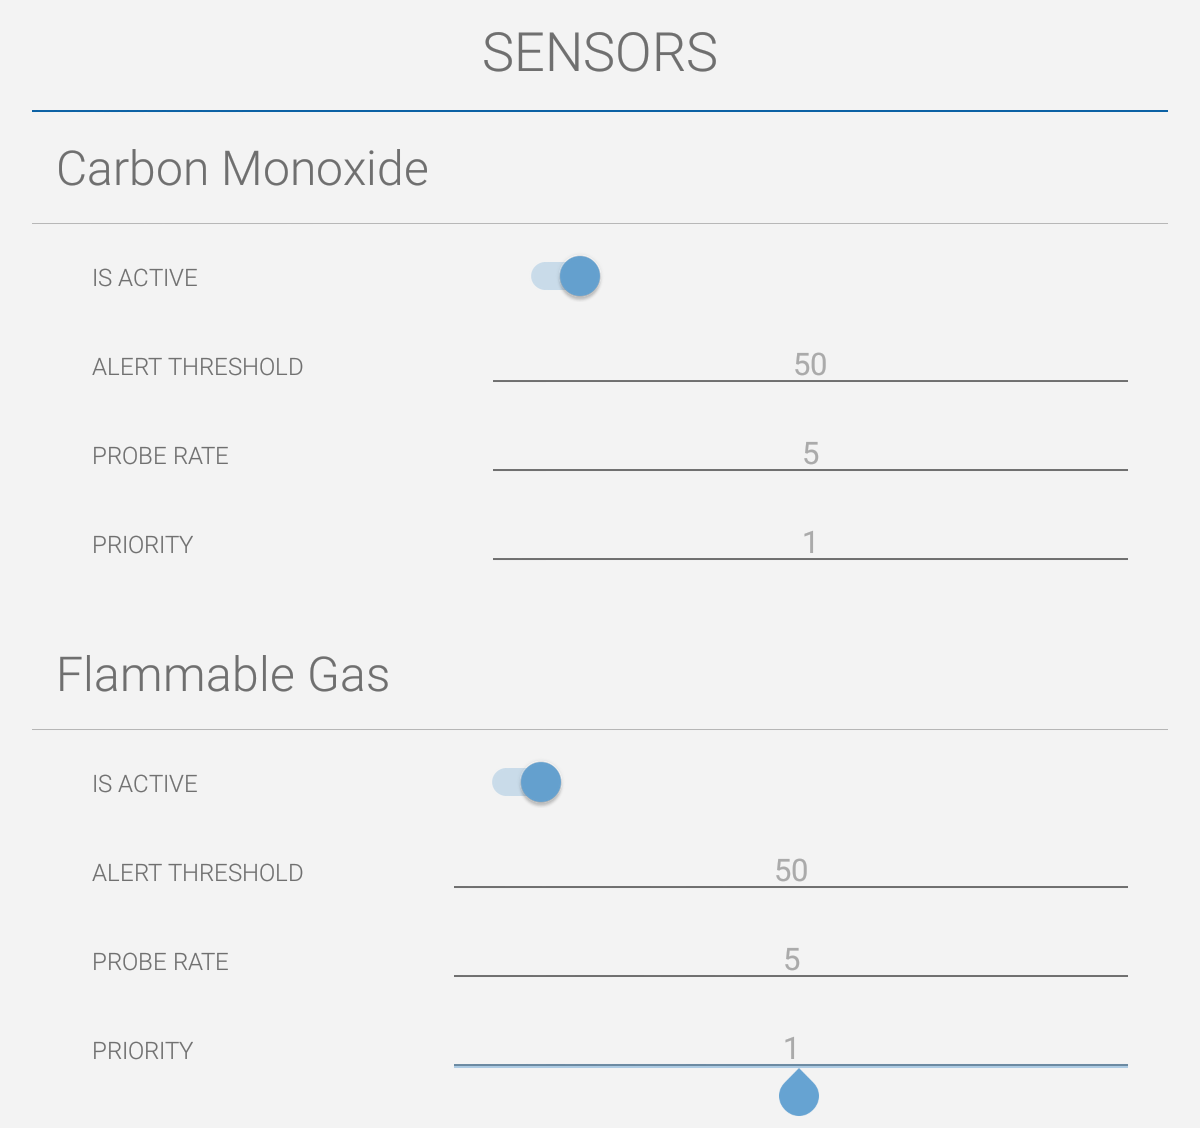 SENSORS
Carbon Monoxide
IS ACTIVE
ALERT THRESHOLD 50
PROBE RATE 5
PRIORITY 1
Flammable Gas
IS ACTIVE
ALERT THRESHOLD 50
PROBE RATE 5
PRIORITY 1